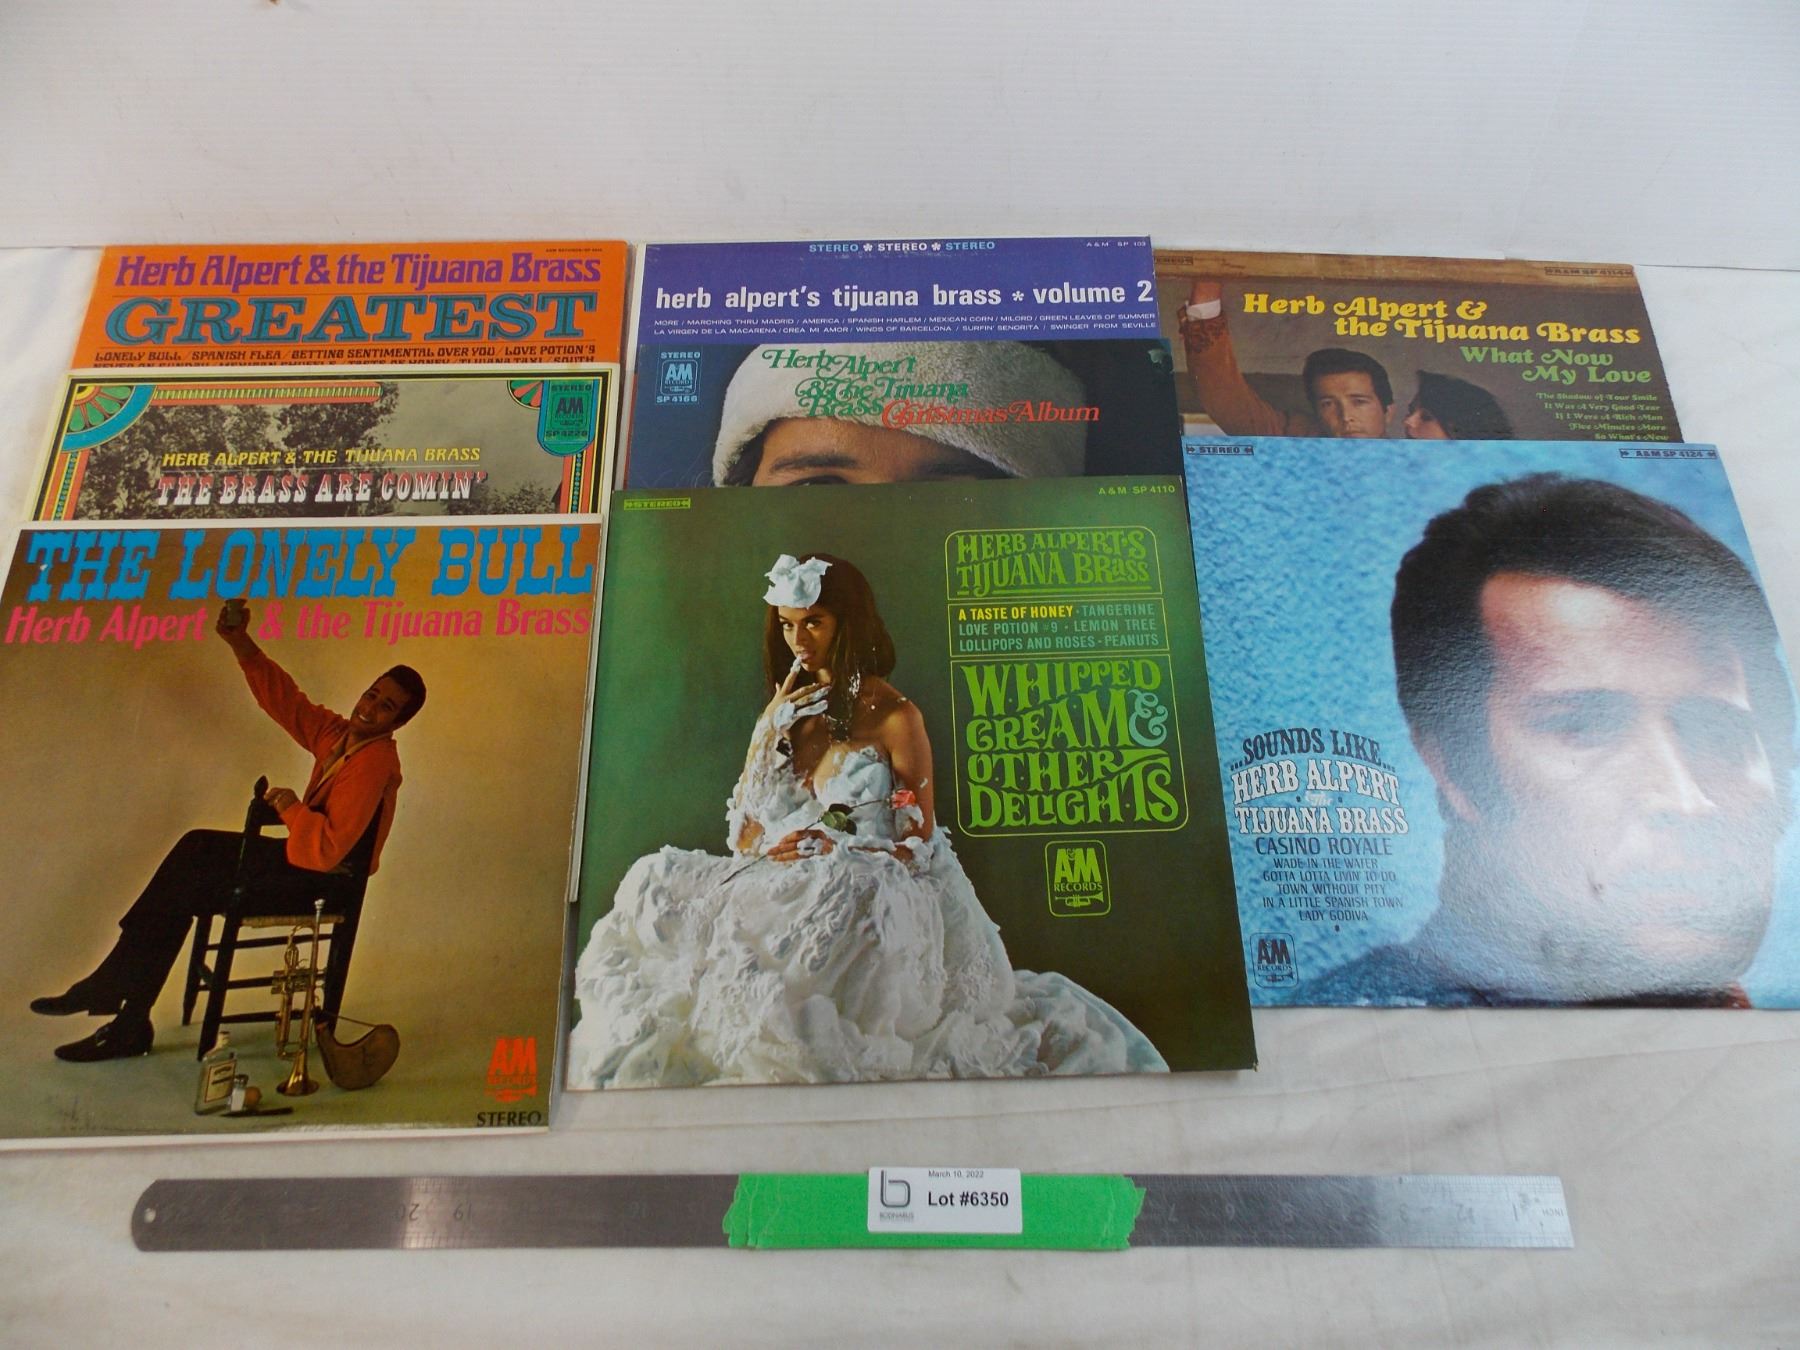 Herb Alpert & the Tijuana Brass
GREATEST
LONELY BULL / SPANISH FLEA / GETTING SENTIMENTAL OVER YOU / LOVE POTION #9
STEREO
A&M
RECORDS
SP 4228
HERB ALPERT & THE TIJUANA BRASS
THE BRASS ARE COMIN'
THE LONELY BULL
Herb Alpert & the Tijuana Brass
A&M
RECORDS
STEREO
STEREO * STEREO * STEREO
A & M SP 103
herb alpert's tijuana brass * volume 2
MORE / MARCHING THRU MADRID / AMERICA / SPANISH HARLEM / MEXICAN CORN / MILORD / GREEN LEAVES OF SUMMER
LA VIRGEN DE LA MACARENA / CREA MI AMOR / WINDS OF BARCELONA / SURFIN' SENORITA / SWINGER FROM SEVILLE
STEREO
A&M
RECORDS
SP 4166
Herb Alpert
& The Tijuana
Brass Christmas Album
STEREO
A & M SP 4110
HERB ALPERT'S
TIJUANA BRASS
A TASTE OF HONEY · TANGERINE
LOVE POTION #9 · LEMON TREE
LOLLIPOPS AND ROSES · PEANUTS
WHIPPED
CREAM &
OTHER
DELIGHTS
A&M
RECORDS
A&M SP 4114
Herb Alpert &
the Tijuana Brass
What Now
My Love
The Shadow of Your Smile
It Was A Very Good Year
If I Were A Rich Man
Five Minutes More
So What's New
STEREO
A&M SP 4124
...SOUNDS LIKE...
HERB ALPERT
& The
TIJUANA BRASS
CASINO ROYALE
WADE IN THE WATER
GOTTA LOTTA LIVIN' TO DO
TOWN WITHOUT PITY
IN A LITTLE SPANISH TOWN
LADY GODIVA
A&M
RECORDS
March 10, 2022
Lot #6350
b
BODNARUS